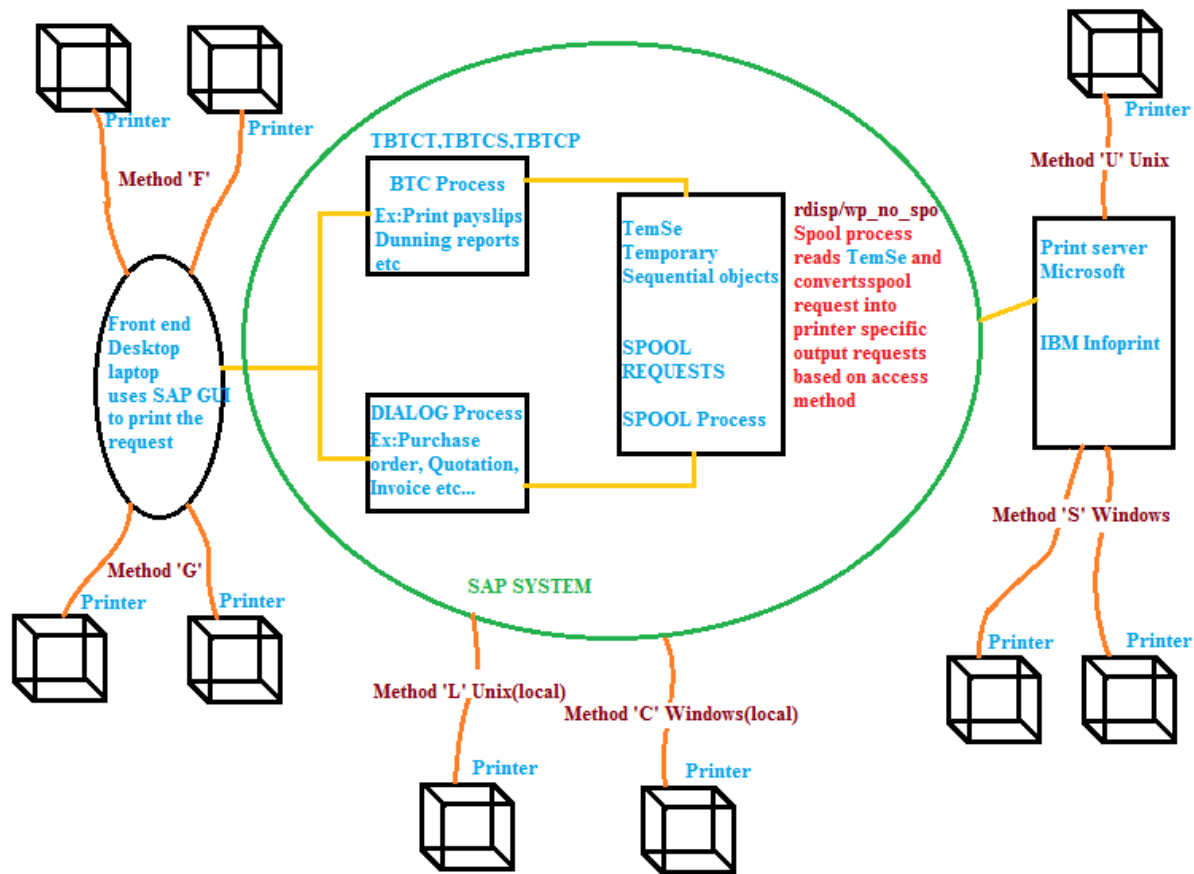 Printer
Printer
Method 'F'
Front end
Desktop
laptop
uses SAP GUI
to print the
request
Method 'G'
Printer
Printer
TBTCT,TBTCS,TBTCP
BTC Process
Ex:Print payslips
Dunning reports
etc
DIALOG Process
Ex:Purchase
order, Quotation,
Invoice etc...
TemSe
Temporary
Sequential objects
SPOOL
REQUESTS
SPOOL Process
rdisp/wp_no_spo
Spool process
reads TemSe and
convertsspool
request into
printer specific
output requests
based on access
method
SAP SYSTEM
Method 'L' Unix(local)
Method 'C' Windows(local)
Printer
Printer
Printer
Method 'U' Unix
Print server
Microsoft
IBM Infoprint
Method 'S' Windows
Printer
Printer